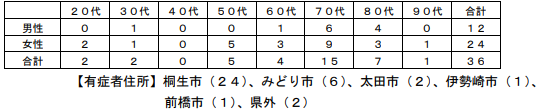 ２０代 ３０代 ４０代 ５０代 ６０代 ７０代 ８０代 ９０代 合計
男性 0 1 0 0 1 6 4 0 12
女性 2 1 0 5 3 9 3 1 24
合計 2 2 0 5 4 15 7 1 36
【有症者住所】桐生市（２４）、みどり市（６）、太田市（２）、伊勢崎市（１）、
前橋市（１）、県外（２）